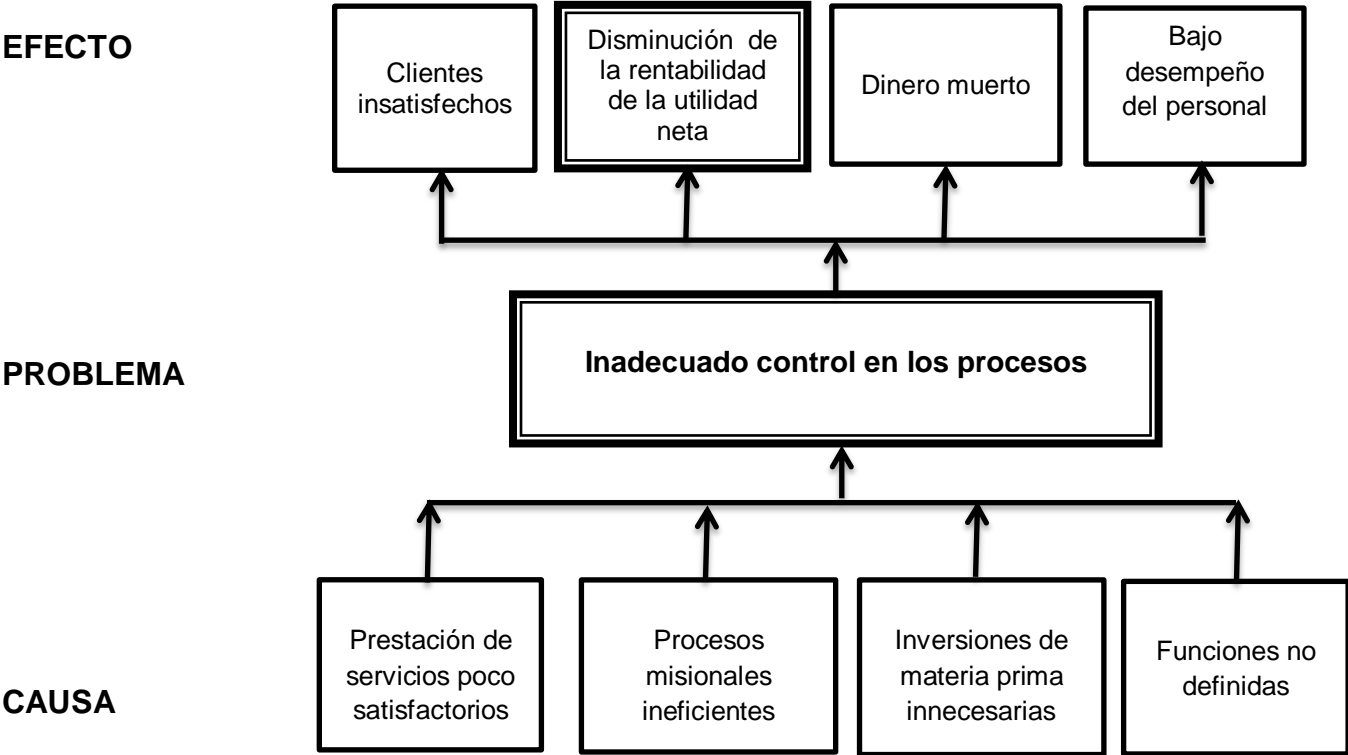 EFECTO
Clientes
insatisfechos
Disminución de
la rentabilidad
de la utilidad
neta
Dinero muerto
Bajo
desempeño
del personal
PROBLEMA
Inadecuado control en los procesos
CAUSA
Prestación de
servicios poco
satisfactorios
Procesos
misionales
ineficientes
Inversiones de
materia prima
innecesarias
Funciones no
definidas